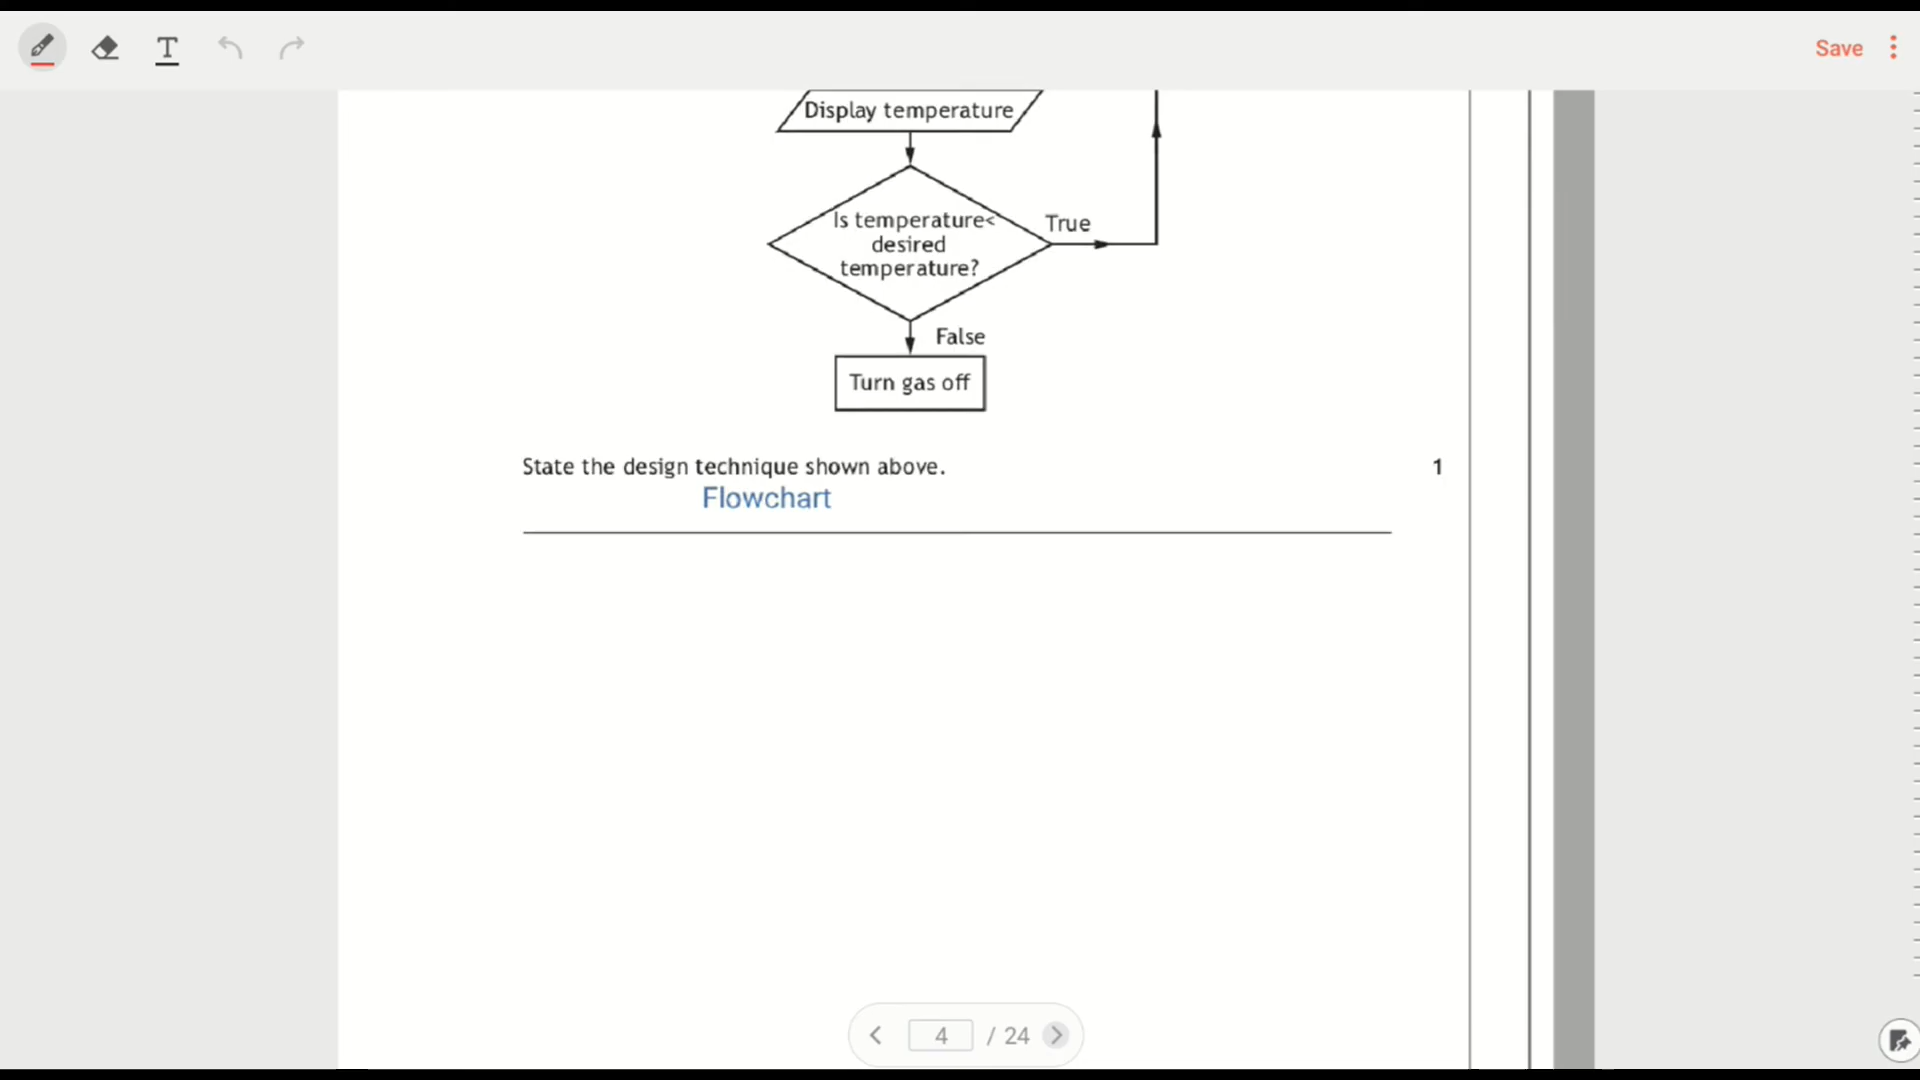 T
Save
Display temperature
Is temperature<
desired
temperature?
True
False
Turn gas off
State the design technique shown above.
1
Flowchart
4 / 24